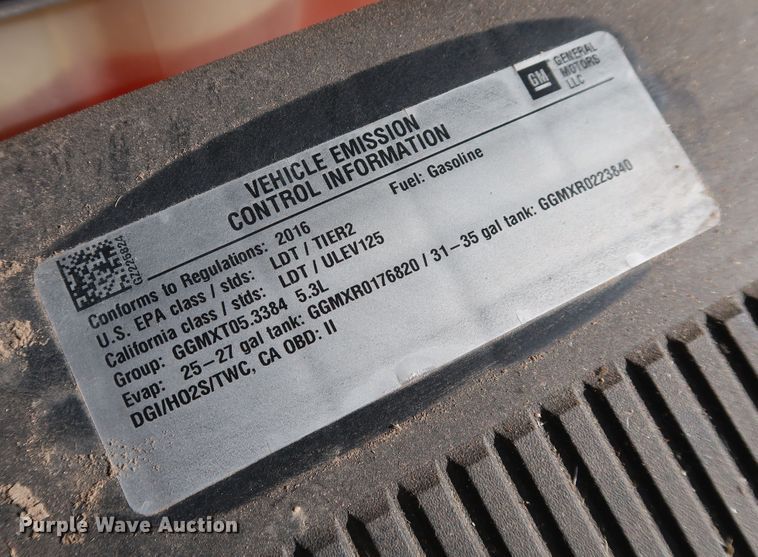 GM
GENERAL
MOTORS
LLC
VEHICLE EMISSION
CONTROL INFORMATION
Fuel: Gasoline
GZ226824
Conforms to Regulations: 2016
U.S. EPA class / stds: LDT / TIER2
California class / stds: LDT / ULEV125
Group: GGMXT05.3384 5.3L
Evap: 25–27 gal tank: GGMXR0176820 / 31–35 gal tank: GGMXR0223840
DGI/HO2S/TWC, CA OBD: II
Purple Wave Auction